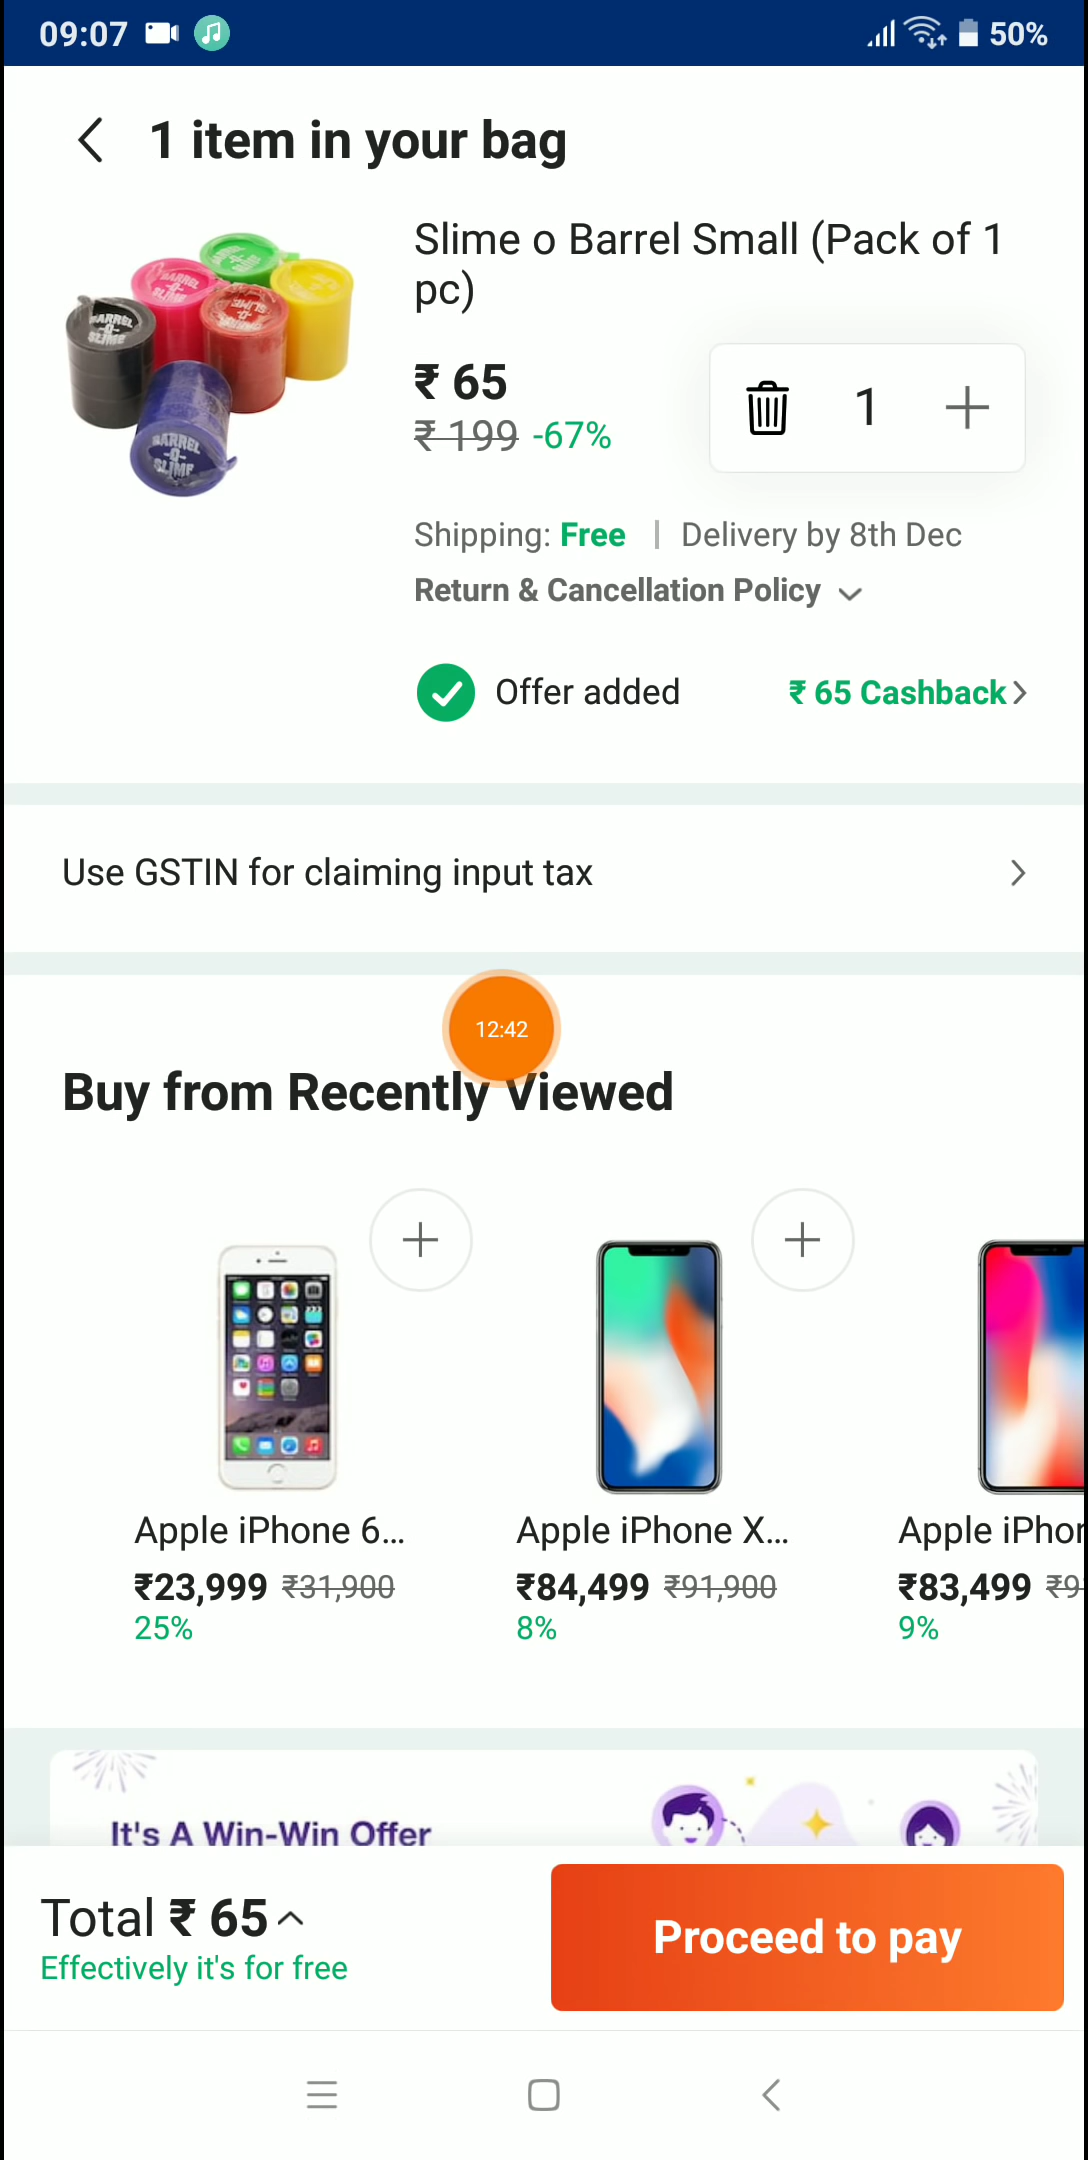 09:07
50%
1 item in your bag
Slime o Barrel Small (Pack of 1
pc)
₹ 65
1
₹ 199 -67%
Shipping: Free | Delivery by 8th Dec
Return & Cancellation Policy
Offer added
₹ 65 Cashback
BARREL
-O-
SLIME
Use GSTIN for claiming input tax
12:42
Buy from Recently Viewed
Apple iPhone 6...
₹23,999 ₹31,900
25%
Apple iPhone X...
₹84,499 ₹91,900
8%
Apple iPhor
₹83,499 ₹9
9%
It's A Win-Win Offer
Total ₹ 65
Effectively it's for free
Proceed to pay